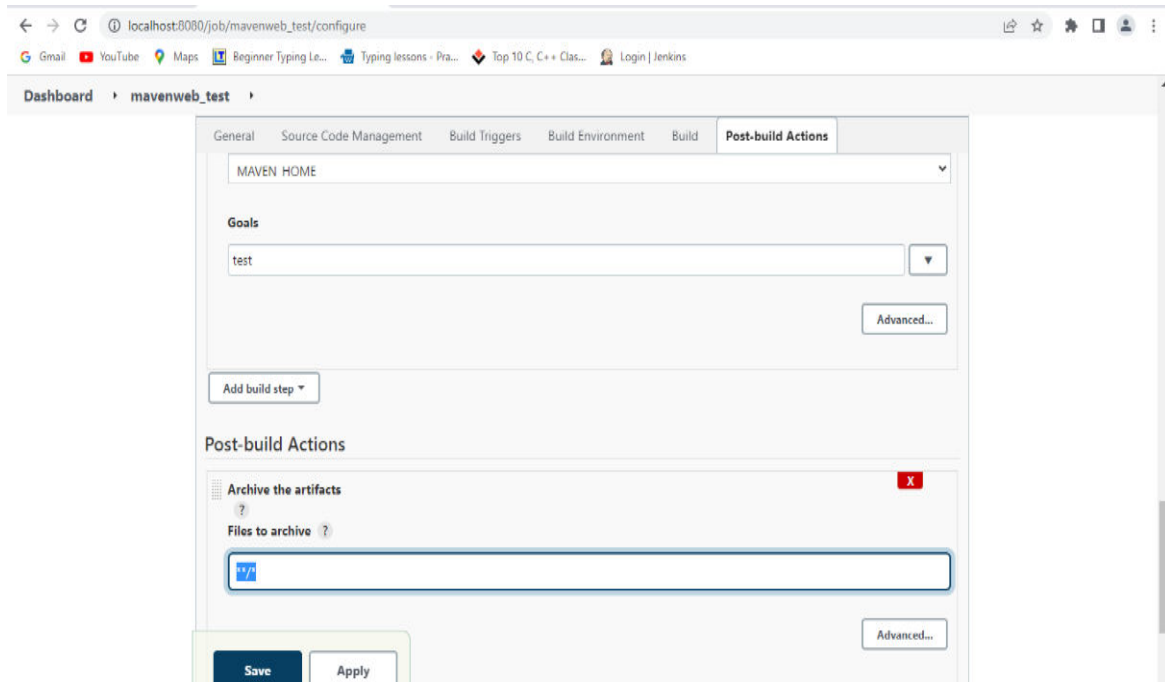 localhost:8080/job/mavenweb_test/configure
Gmail YouTube Maps Beginner Typing Le... Typing lessons - Pra... Top 10 C, C++ Clas... Login | Jenkins
Dashboard mavenweb_test
General Source Code Management Build Triggers Build Environment Build Post-build Actions
MAVEN HOME
Goals
test
Advanced...
Add build step
Post-build Actions
X
Archive the artifacts
?
Files to archive ?
**/*
Advanced...
Save Apply